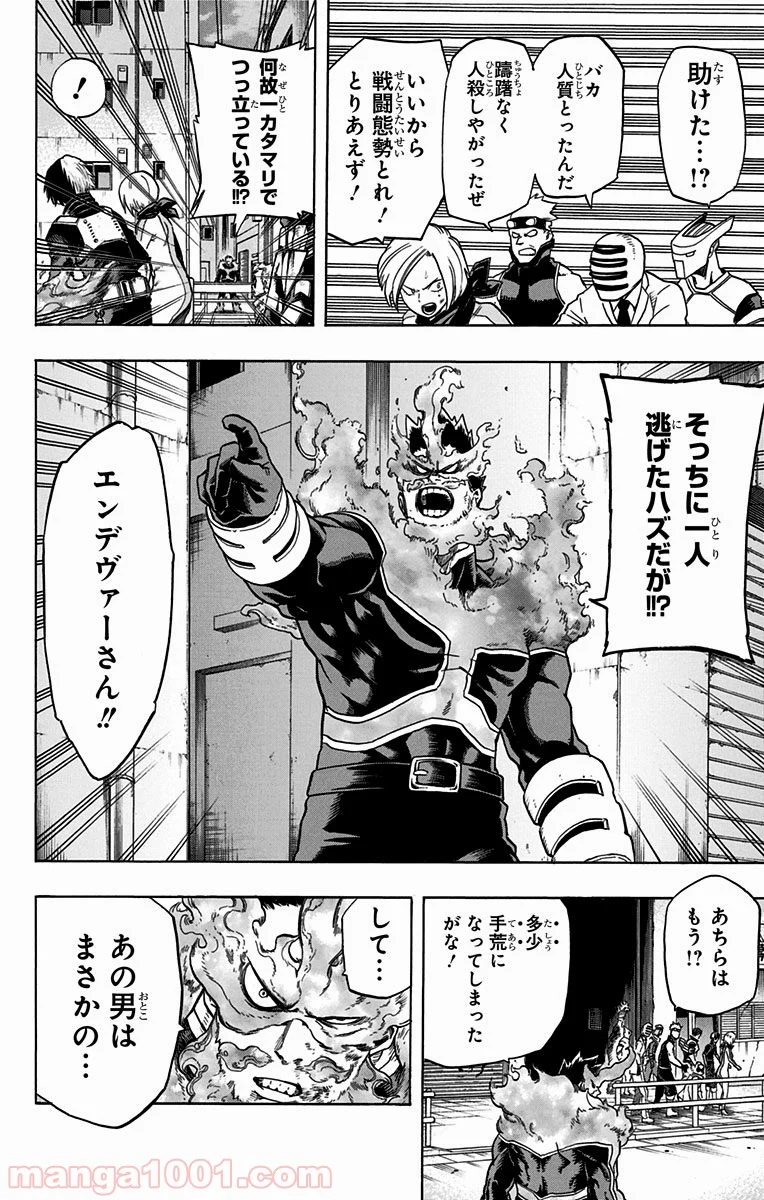 助けた…!?
バカ
人質とったんだ
躊躇なく
人殺しやがったぜ
いいから
戦闘態勢とれ!
とりあえず!
何故一カタマリで
つっ立っている!!?
!
そっちに一人
逃げたハズだが!!?
エンデヴァーさん!!
あちらは
もう!?
多少
手荒に
なってしまった
がな!
して…
あの男は
まさかの…
manga1001.com